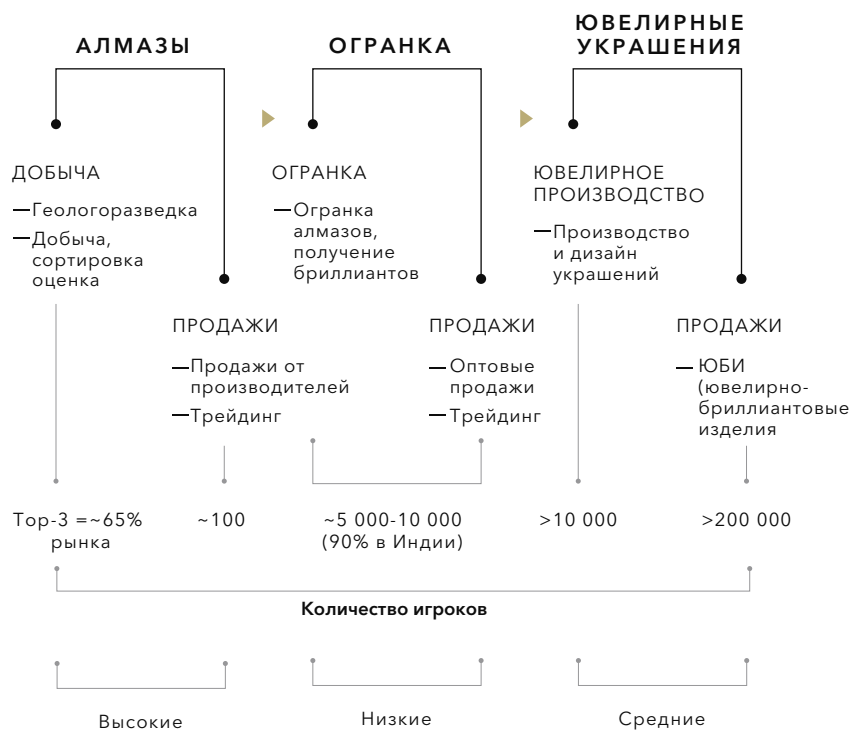 АЛМАЗЫ
ОГРАНКА
ЮВЕЛИРНЫЕ
УКРАШЕНИЯ
ДОБЫЧА
—Геологоразведка
—Добыча,
сортировка
оценка
ПРОДАЖИ
—Продажи от
производителей
—Трейдинг
ОГРАНКА
—Огранка
алмазов,
получение
бриллиантов
ПРОДАЖИ
—Оптовые
продажи
—Трейдинг
ЮВЕЛИРНОЕ
ПРОИЗВОДСТВО
—Производство
и дизайн
украшений
ПРОДАЖИ
— ЮБИ
(ювелирно-
бриллиантовые
изделия
Top-3 =~65%
рынка
~100
~5 000-10 000
(90% в Индии)
>10 000
>200 000
Количество игроков
Высокие
Низкие
Средние